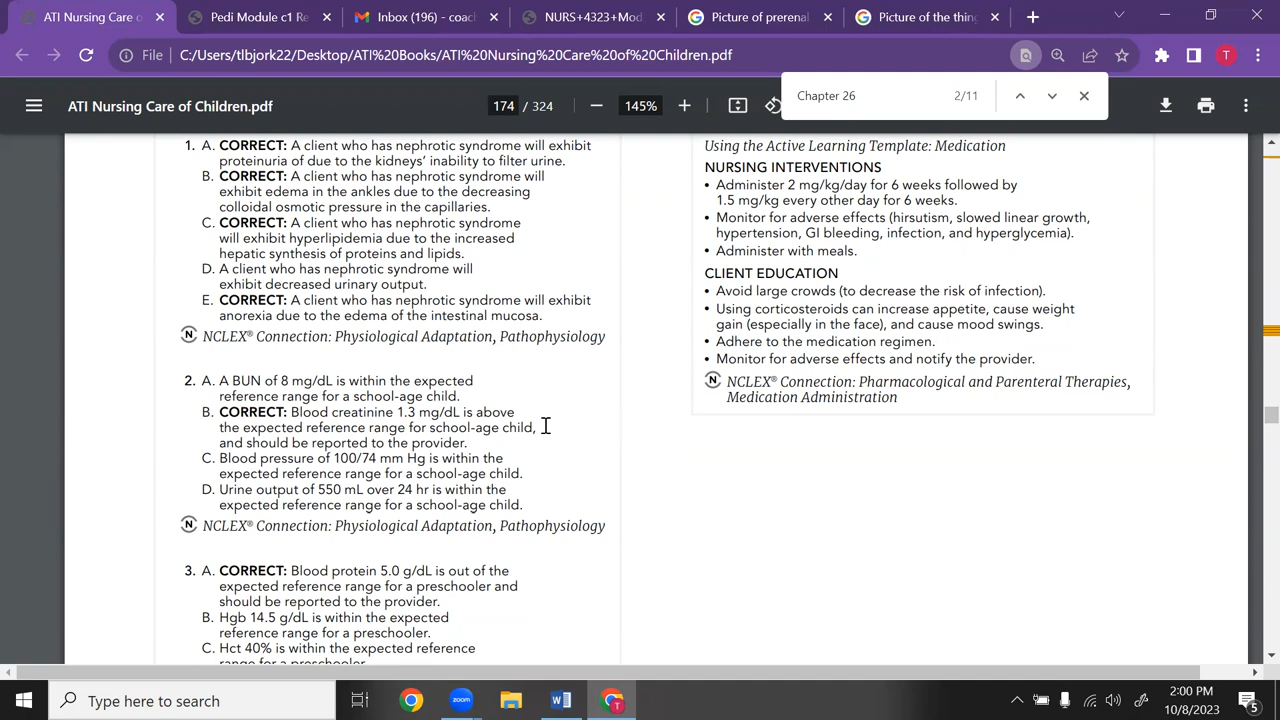 ATI Nursing Care of
Pedi Module c1 Re
Inbox (196) - coac
NURS+4323+Mod
Picture of prerenal
Picture of the thin
File
C:/Users/tlbjork22/Desktop/ATI%20Books/ATI%20Nursing%20Care%20of%20Children.pdf
T
Chapter 26
2/11
ATI Nursing Care of Children.pdf
174 / 324
145%
1. A. CORRECT: A client who has nephrotic syndrome will exhibit
proteinuria of due to the kidneys' inability to filter urine.
B. CORRECT: A client who has nephrotic syndrome will
exhibit edema in the ankles due to the decreasing
colloidal osmotic pressure in the capillaries.
C. CORRECT: A client who has nephrotic syndrome
will exhibit hyperlipidemia due to the increased
hepatic synthesis of proteins and lipids.
D. A client who has nephrotic syndrome will
exhibit decreased urinary output.
E. CORRECT: A client who has nephrotic syndrome will exhibit
anorexia due to the edema of the intestinal mucosa.
N NCLEX® Connection: Physiological Adaptation, Pathophysiology
2. A. A BUN of 8 mg/dL is within the expected
reference range for a school-age child.
B. CORRECT: Blood creatinine 1.3 mg/dL is above
the expected reference range for school-age child,
and should be reported to the provider.
C. Blood pressure of 100/74 mm Hg is within the
expected reference range for a school-age child.
D. Urine output of 550 mL over 24 hr is within the
expected reference range for a school-age child.
N NCLEX® Connection: Physiological Adaptation, Pathophysiology
3. A. CORRECT: Blood protein 5.0 g/dL is out of the
expected reference range for a preschooler and
should be reported to the provider.
B. Hgb 14.5 g/dL is within the expected
reference range for a preschooler.
C. Hct 40% is within the expected reference
range for a preschooler.
Using the Active Learning Template: Medication
NURSING INTERVENTIONS
• Administer 2 mg/kg/day for 6 weeks followed by
1.5 mg/kg every other day for 6 weeks.
• Monitor for adverse effects (hirsutism, slowed linear growth,
hypertension, GI bleeding, infection, and hyperglycemia).
• Administer with meals.
CLIENT EDUCATION
• Avoid large crowds (to decrease the risk of infection).
• Using corticosteroids can increase appetite, cause weight
gain (especially in the face), and cause mood swings.
• Adhere to the medication regimen.
• Monitor for adverse effects and notify the provider.
N NCLEX® Connection: Pharmacological and Parenteral Therapies,
Medication Administration
Type here to search
zoom
W
T
2:00 PM
10/8/2023
5